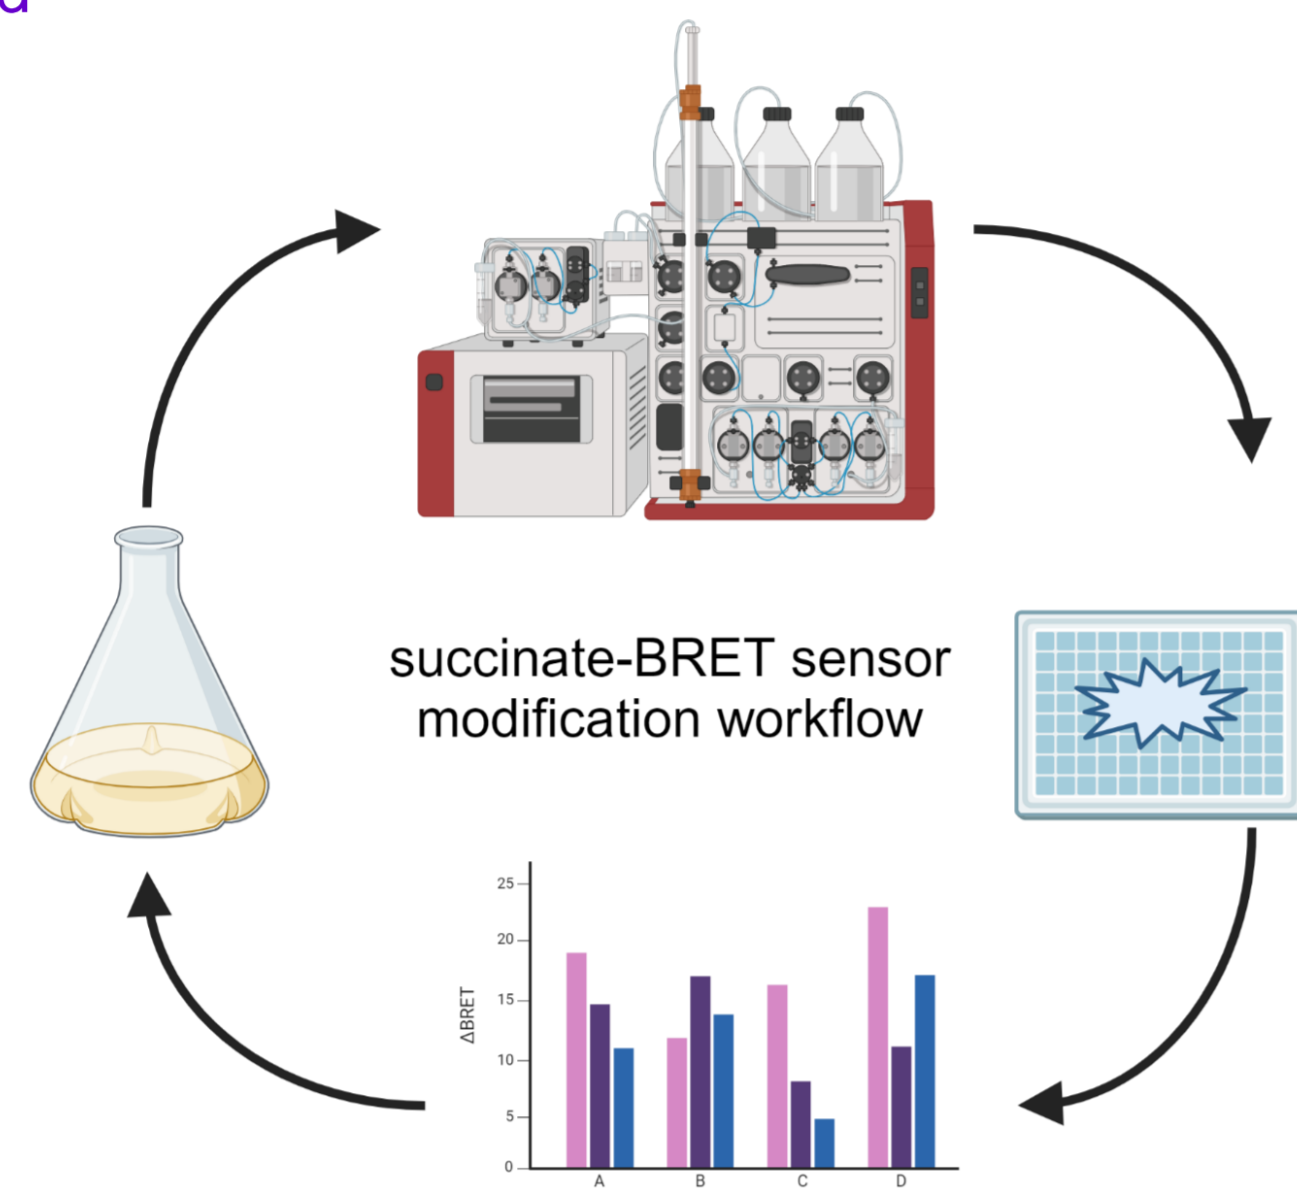 d
succinate-BRET sensor
modification workflow
ΔBRET
25
20
15
10
5
0
A B C D